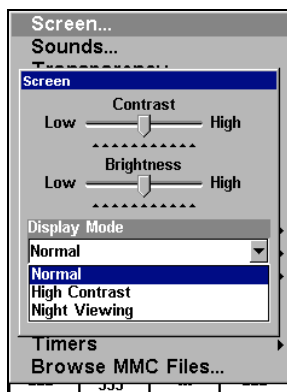 Screen...
Sounds...
Screen
Contrast
Low High
Brightness
Low High
Display Mode
Normal
Normal
High Contrast
Night Viewing
Timers
Browse MMC Files...